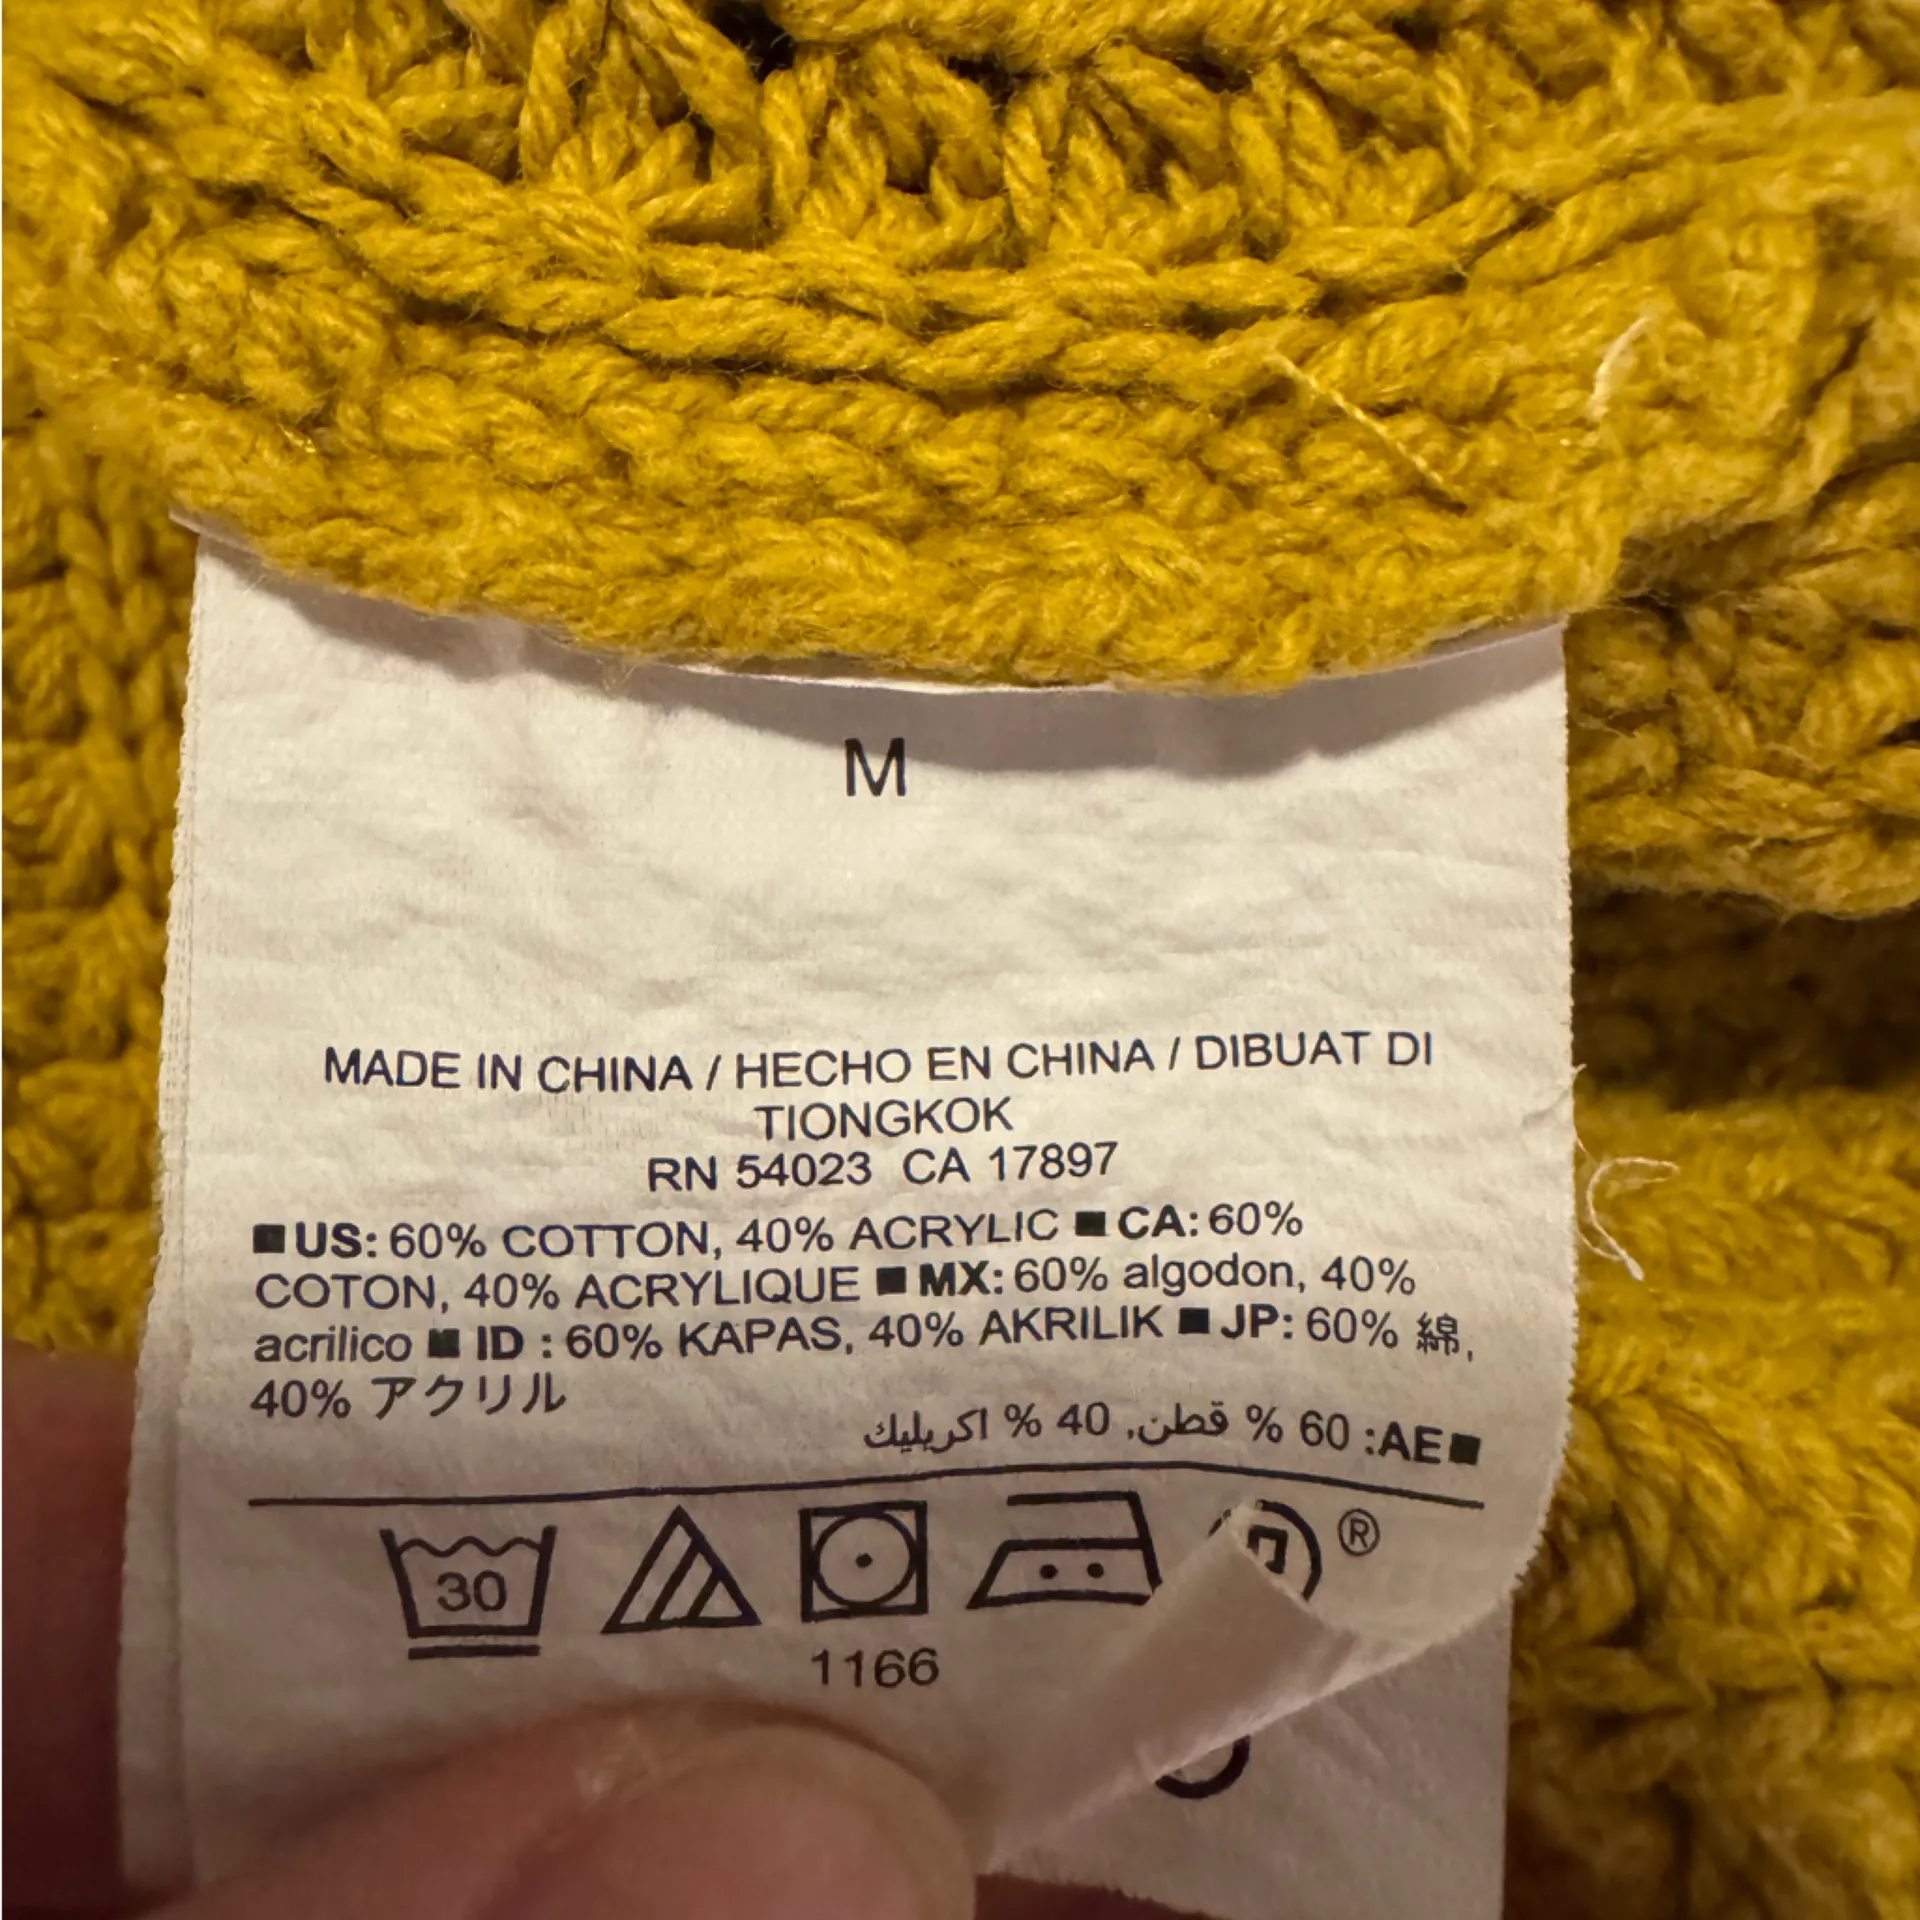 M
MADE IN CHINA / HECHO EN CHINA / DIBUAT DI
TIONGKOK
RN 54023 CA 17897
■ US: 60% COTTON, 40% ACRYLIC ■ CA: 60%
COTON, 40% ACRYLIQUE ■ MX: 60% algodon, 40%
acrilico ■ ID : 60% KAPAS, 40% AKRILIK ■ JP: 60% 綿,
40% アクリル
■AE: 60 % قطن, 40 % اكريليك
30
®
1166